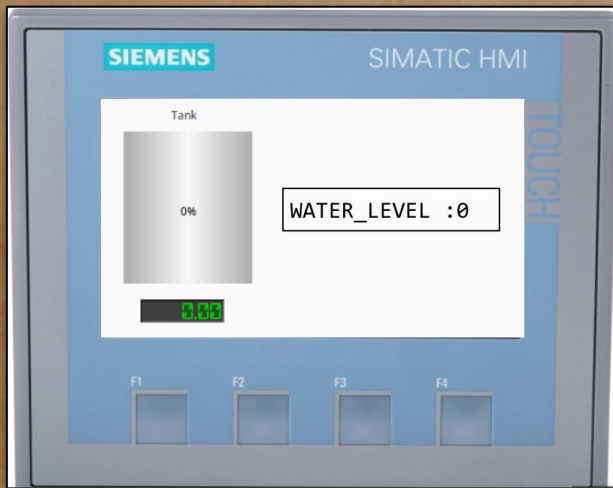 SIEMENS
SIMATIC HMI
TOUCH
Tank
0%
WATER_LEVEL :0
0.00
F1
F2
F3
F4